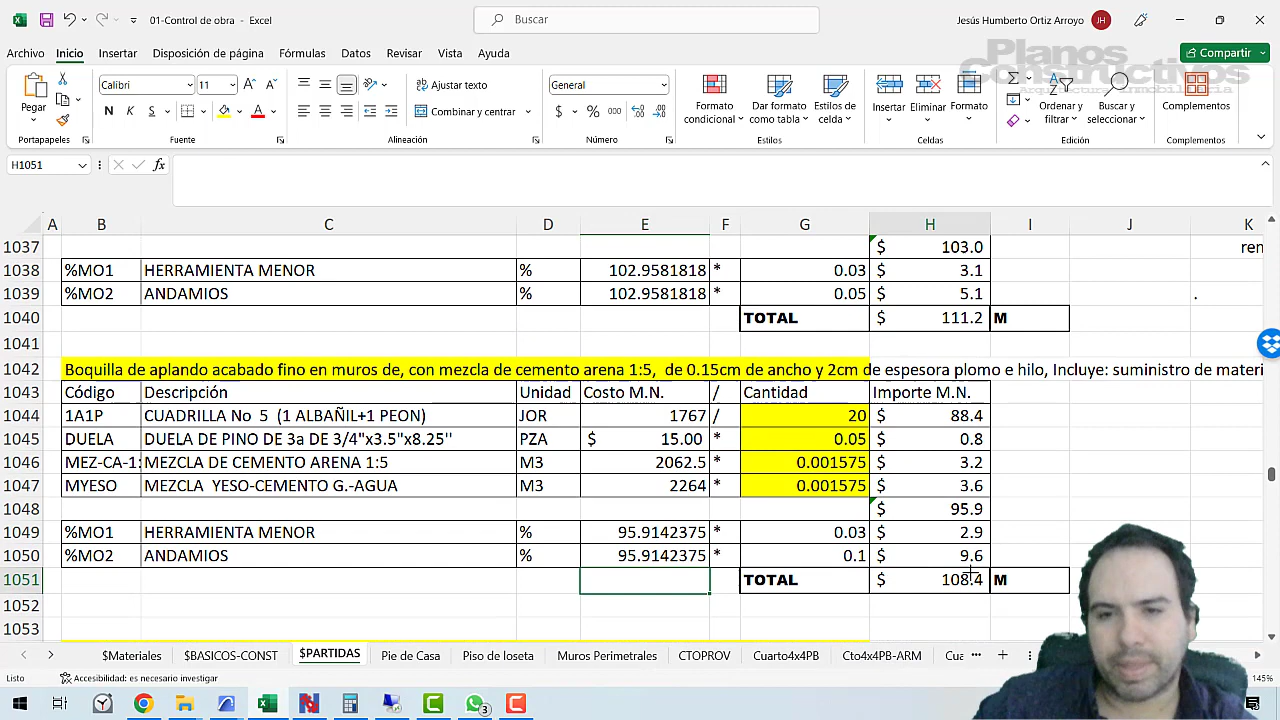 01-Control de obra - Excel
Buscar
Jesús Humberto Ortiz Arroyo
JH
Archivo Inicio Insertar Disposición de página Fórmulas Datos Revisar Vista Ayuda
Compartir
Planos
Constructivos
Arquitectura Inmobiliaria
Pegar
Calibri 11
Ajustar texto
General
N K S
Combinar y centrar
$ % 000
Formato condicional
Dar formato como tabla
Estilos de celda
Insertar
Eliminar
Formato
Ordenar y filtrar
Buscar y seleccionar
Complementos
Portapapeles Fuente Alineación Número Estilos Celdas Edición Complementos
H1051
fx
A B C D E F G H I J K
1037 $ 103.0 ren
1038 %MO1 HERRAMIENTA MENOR % 102.9581818 * 0.03 $ 3.1
1039 %MO2 ANDAMIOS % 102.9581818 * 0.05 $ 5.1 .
1040 TOTAL $ 111.2 M
1041
1042 Boquilla de aplando acabado fino en muros de, con mezcla de cemento arena 1:5, de 0.15cm de ancho y 2cm de espesora plomo e hilo, Incluye: suministro de materi
1043 Código Descripción Unidad Costo M.N. / Cantidad Importe M.N.
1044 1A1P CUADRILLA No 5 (1 ALBAÑIL+1 PEON) JOR 1767 / 20 $ 88.4
1045 DUELA DUELA DE PINO DE 3a DE 3/4"x3.5"x8.25'' PZA $ 15.00 * 0.05 $ 0.8
1046 MEZ-CA-1: MEZCLA DE CEMENTO ARENA 1:5 M3 2062.5 * 0.001575 $ 3.2
1047 MYESO MEZCLA YESO-CEMENTO G.-AGUA M3 2264 * 0.001575 $ 3.6
1048 $ 95.9
1049 %MO1 HERRAMIENTA MENOR % 95.9142375 * 0.03 $ 2.9
1050 %MO2 ANDAMIOS % 95.9142375 * 0.1 $ 9.6
1051 TOTAL $ 108.4 M
1052
1053
$Materiales $BASICOS-CONST $PARTIDAS Pie de Casa Piso de loseta Muros Perimetrales CTOPROV Cuarto4x4PB Cto4x4PB-ARM Cua ...
Listo
Accesibilidad: es necesario investigar
145%
3